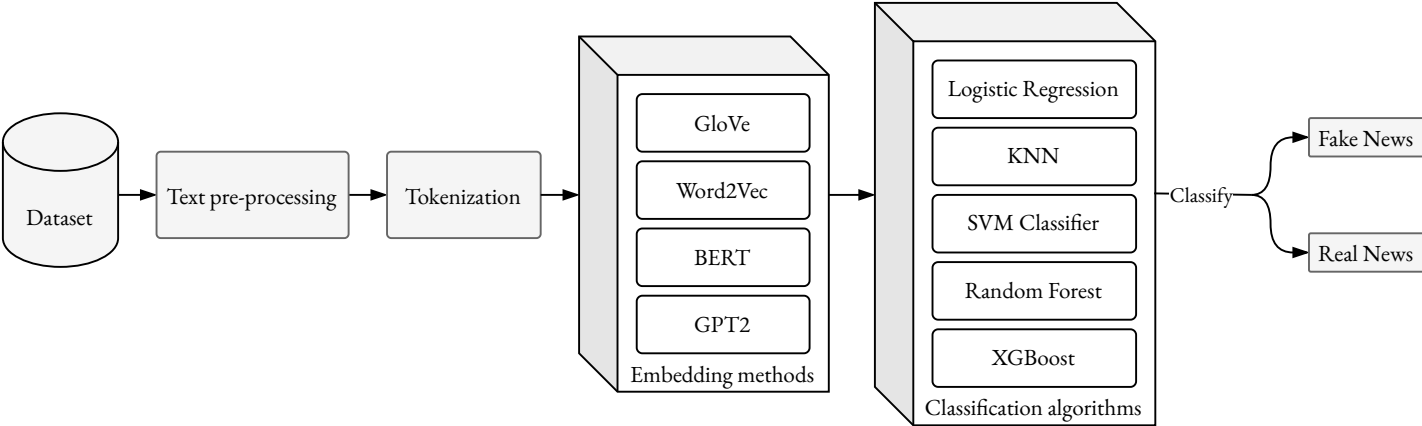 Dataset
Text pre-processing
Tokenization
GloVe
Word2Vec
BERT
GPT2
Embedding methods
Logistic Regression
KNN
SVM Classifier
Random Forest
XGBoost
Classification algorithms
Classify
Fake News
Real News